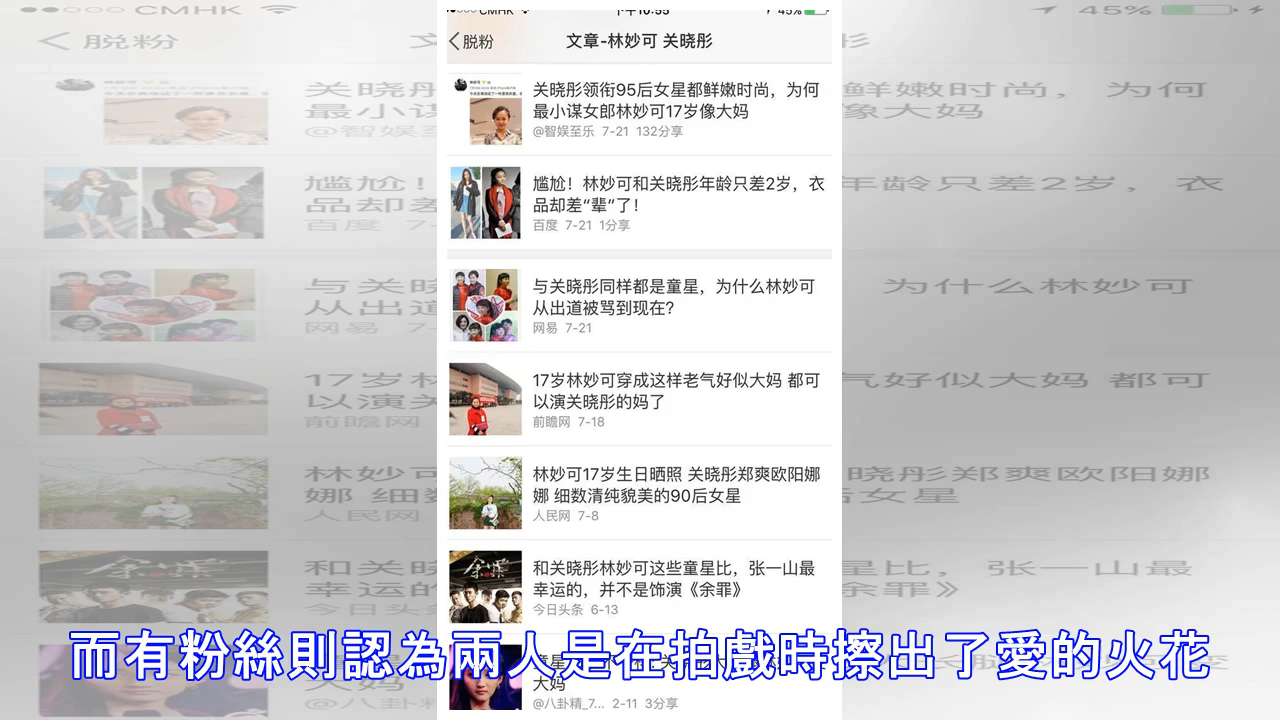 CMHK
下午10:55
45%
脱粉
文章-林妙可 关晓彤
关晓彤领衔95后女星都鲜嫩时尚，为何
最小谋女郎林妙可17岁像大妈
@智娱至乐 7-21 132分享
尴尬！林妙可和关晓彤年龄只差2岁，衣
品却差“辈”了！
百度 7-21 1分享
与关晓彤同样都是童星，为什么林妙可
从出道被骂到现在？
网易 7-21
17岁林妙可穿成这样老气好似大妈 都可
以演关晓彤的妈了
前瞻网 7-18
林妙可17岁生日晒照 关晓彤郑爽欧阳娜
娜 细数清纯貌美的90后女星
人民网 7-8
和关晓彤林妙可这些童星比，张一山最
幸运的，并不是饰演《余罪》
今日头条 6-13
而有粉絲則認為兩人是在拍戲時擦出了愛的火花
大妈
@八卦精_7... 2-11 3分享